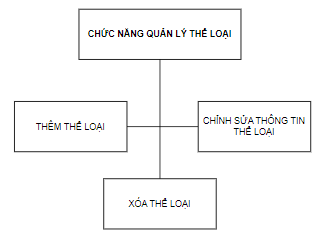 CHỨC NĂNG QUẢN LÝ THỂ LOẠI
THÊM THỂ LOẠI
CHỈNH SỬA THÔNG TIN
THỂ LOẠI
XÓA THỂ LOẠI